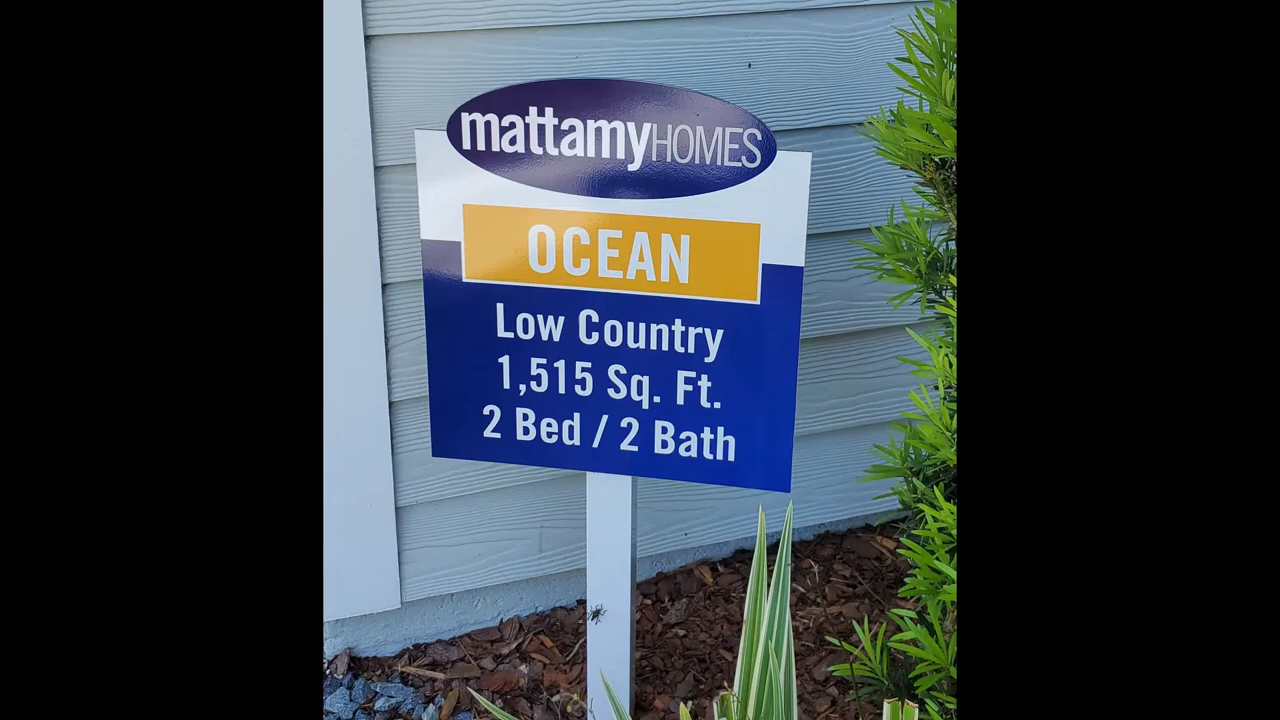 mattamyHOMES
OCEAN
Low Country
1,515 Sq. Ft.
2 Bed / 2 Bath